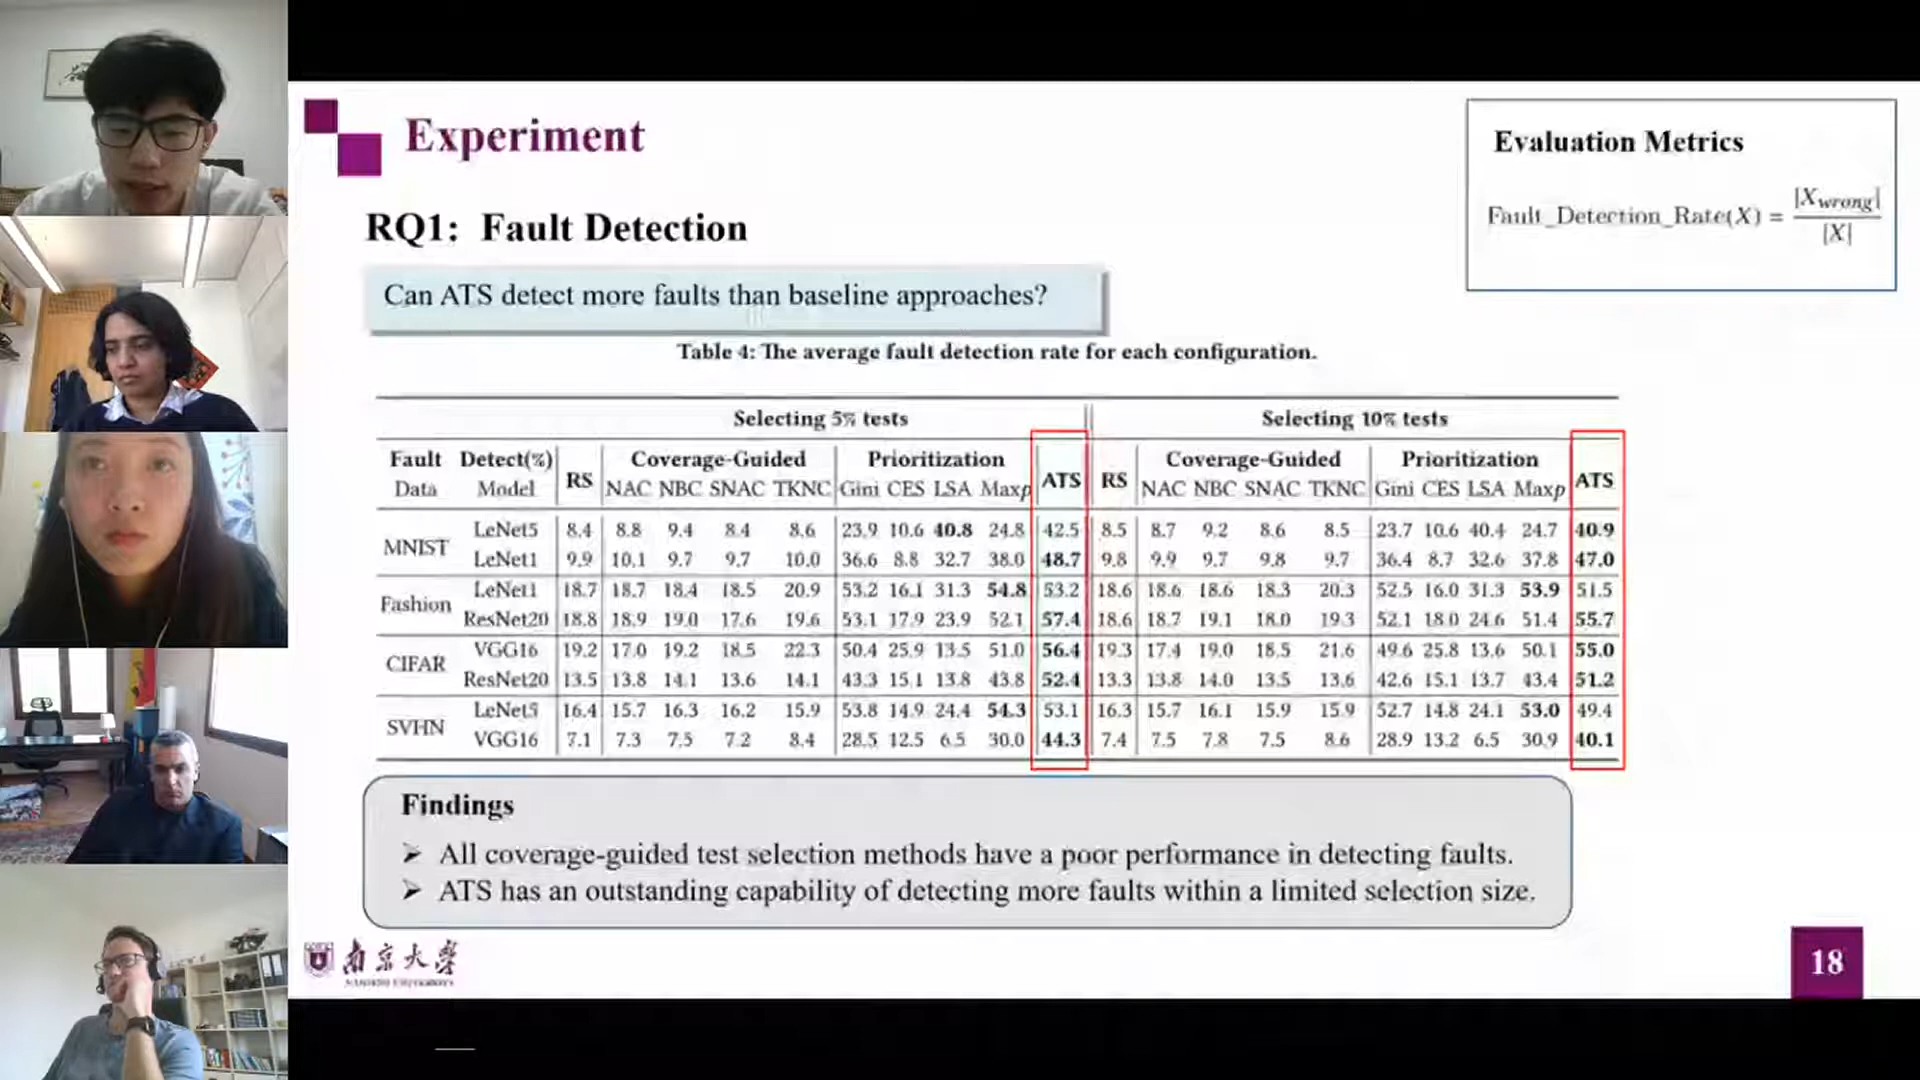 Experiment
Evaluation Metrics
Fault_Detection_Rate(X) = |Xwrong| / |X|
RQ1: Fault Detection
Can ATS detect more faults than baseline approaches?
Table 4: The average fault detection rate for each configuration.
Selecting 5% tests Selecting 10% tests
Fault Detect(%) RS Coverage-Guided Prioritization ATS RS Coverage-Guided Prioritization ATS
Data Model NAC NBC SNAC TKNC Gini CES LSA Maxp NAC NBC SNAC TKNC Gini CES LSA Maxp
MNIST LeNet5 8.4 8.8 9.4 8.4 8.6 23.9 10.6 40.8 24.8 42.5 8.5 8.7 9.2 8.6 8.5 23.7 10.6 40.4 24.7 40.9
LeNet1 9.9 10.1 9.7 9.7 10.0 36.6 8.8 32.7 38.0 48.7 9.8 9.9 9.7 9.8 9.7 36.4 8.7 32.6 37.8 47.0
Fashion LeNet1 18.7 18.7 18.4 18.5 20.9 53.2 16.1 31.3 54.8 53.2 18.6 18.6 18.6 18.3 20.3 52.5 16.0 31.3 53.9 51.5
ResNet20 18.8 18.9 19.0 17.6 19.6 53.1 17.9 23.9 52.1 57.4 18.6 18.7 19.1 18.0 19.3 52.1 18.0 24.6 51.4 55.7
CIFAR VGG16 19.2 17.0 19.2 18.5 22.3 50.4 25.9 13.5 51.0 56.4 19.3 17.4 19.0 18.5 21.6 49.6 25.8 13.6 50.1 55.0
ResNet20 13.5 13.8 14.1 13.6 14.1 43.3 15.1 13.8 43.8 52.4 13.3 13.8 14.0 13.5 13.6 42.6 15.1 13.7 43.4 51.2
SVHN LeNet5 16.4 15.7 16.3 16.2 15.9 53.8 14.9 24.4 54.3 53.1 16.3 15.7 16.1 15.9 15.9 52.7 14.8 24.1 53.0 49.4
VGG16 7.1 7.3 7.5 7.2 8.4 28.5 12.5 6.5 30.0 44.3 7.4 7.5 7.8 7.5 8.6 28.9 13.2 6.5 30.9 40.1
Findings
➢ All coverage-guided test selection methods have a poor performance in detecting faults.
➢ ATS has an outstanding capability of detecting more faults within a limited selection size.
南京大學
NANJING UNIVERSITY
18